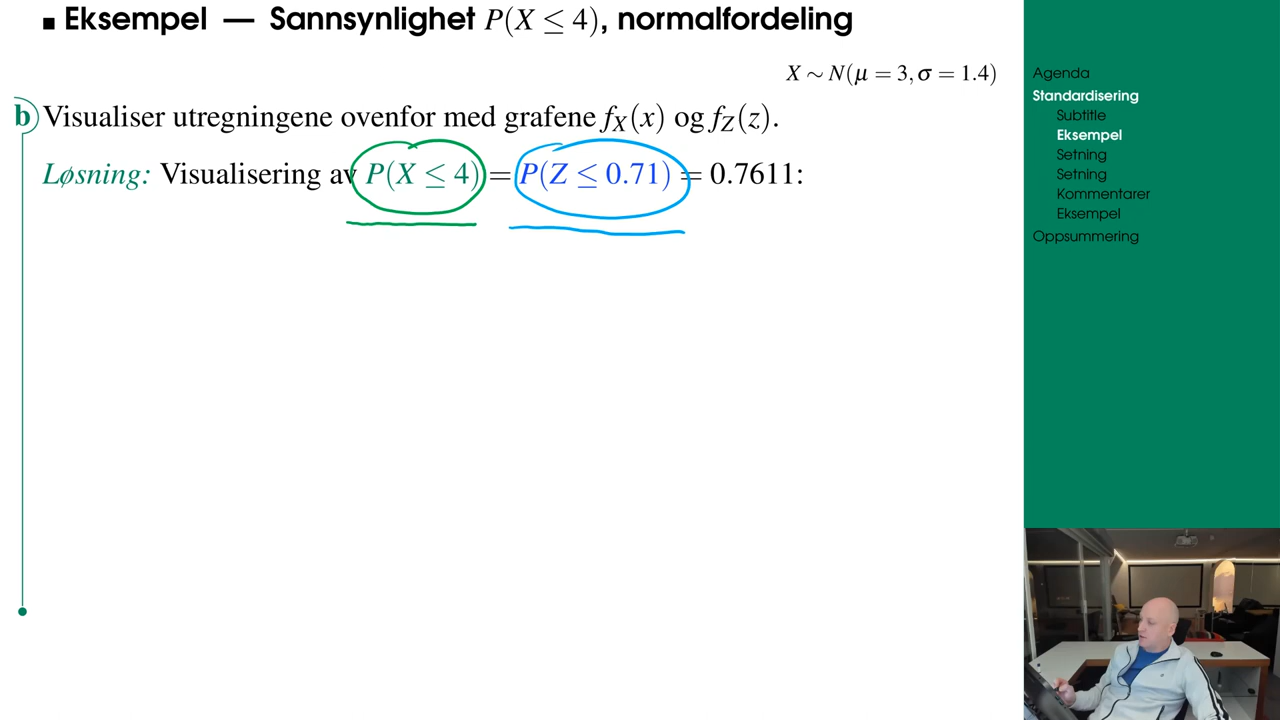 Eksempel — Sannsynlighet P(X ≤ 4), normalfordeling
X ∼ N(μ = 3, σ = 1.4)
b Visualiser utregningene ovenfor med grafene f_X(x) og f_Z(z).
Løsning: Visualisering av P(X ≤ 4) = P(Z ≤ 0.71) = 0.7611:
Agenda
Standardisering
Subtitle
Eksempel
Setning
Setning
Kommentarer
Eksempel
Oppsummering